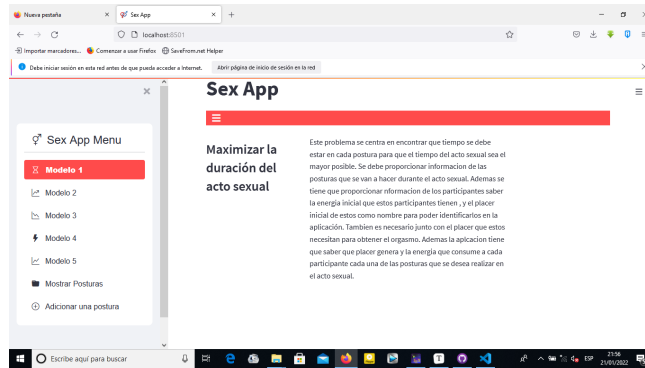 Nueva pestaña
Sex App
localhost:8501
Importar marcadores... Comenzar a usar Firefox SaveFrom.net Helper
Debe iniciar sesión en esta red antes de que pueda acceder a Internet. Abrir página de inicio de sesión en la red
Sex App Menu
Modelo 1
Modelo 2
Modelo 3
Modelo 4
Modelo 5
Mostrar Posturas
Adicionar una postura
Sex App
Maximizar la
duración del
acto sexual
Este problema se centra en encontrar que tiempo se debe
estar en cada postura para que el tiempo del acto sexual sea el
mayor posible. Se debe proporcionar informacion de las
posturas que se van a hacer durante el acto sexual. Ademas se
tiene que proporcionar nformacion de los participantes saber
la energia inicial que estos participantes tienen , y el placer
inicial de estos como nombre para poder identificarlos en la
aplicación. Tambien es necesario junto con el placer que estos
necesitan para obtener el orgasmo. Ademas la aplcacion tiene
que saber que placer genera y la energia que consume a cada
participante cada una de las posturas que se desea realizar en
el acto sexual.
Escribe aquí para buscar
ESP
21:56
21/01/2022